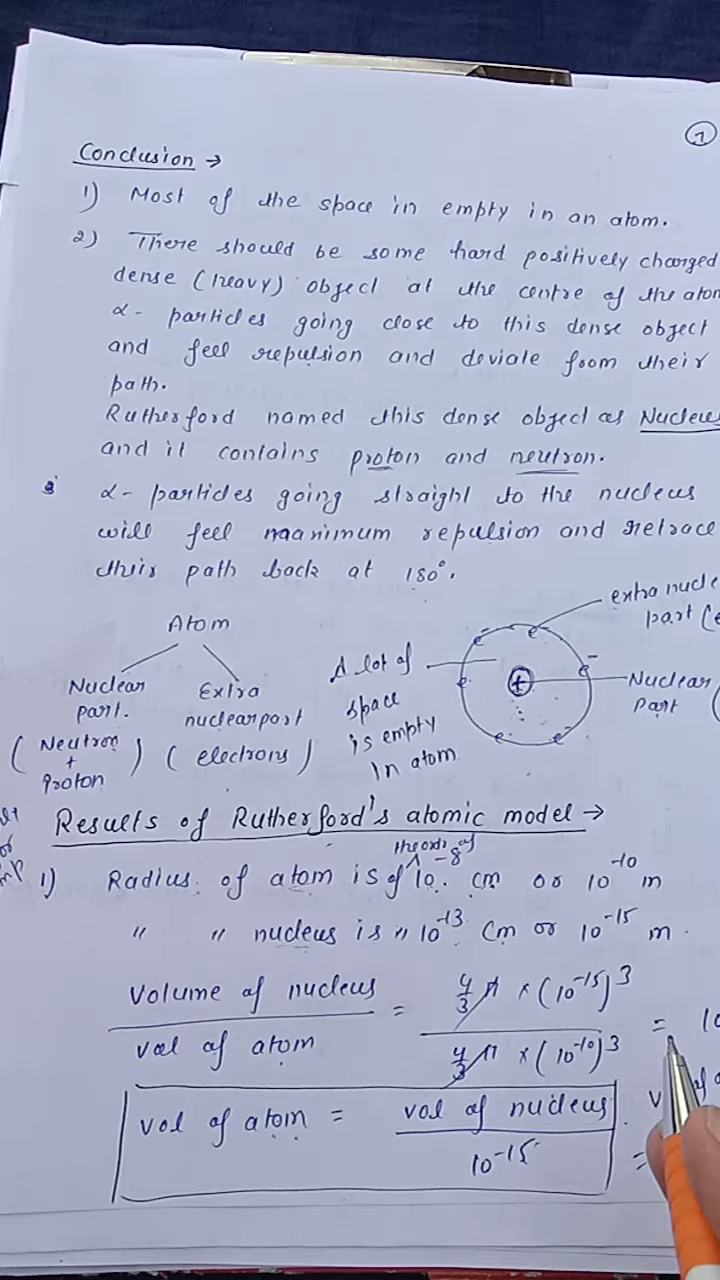 7
Conclusion →
1) Most of the space in empty in an atom.
2) There should be some hard positively charged
dense (heavy) object at the centre of the atom
α- particles going close to this dense object
and feel repulsion and deviate from their
path.
Rutherford named this dense object as Nucleus
and it contains proton and neutron.
3 α- particles going straight to the nucleus
will feel maximum repulsion and retrace
their path back at 180°.
Atom
Nuclear part. (Neutron + Proton)
Extra nuclear part (electrons)
A lot of
space
is empty
in atom
e⁻ e⁻ e⁻ e⁻ e⁻ e
+
extra nucle
part (e
Nuclear
part (
Results of Rutherford's atomic model →
1) Radius of atom is of the order of 10⁻⁸ cm or 10⁻¹⁰ m
" " nucleus is " 10⁻¹³ cm or 10⁻¹⁵ m.
Volume of nucleus / vol of atom = 4/3 π × (10⁻¹⁵)³ / 4/3 π × (10⁻¹⁰)³ = 10
vol of atom = vol of nucleus / 10⁻¹⁵
=